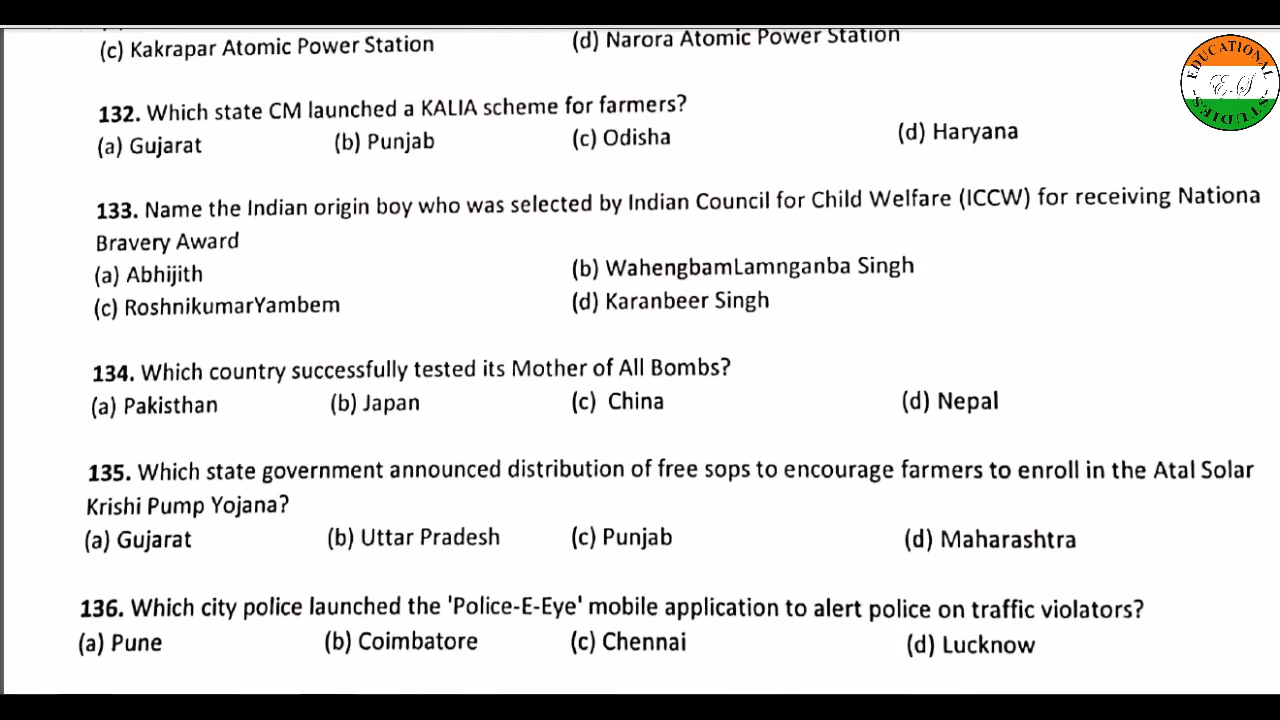 (c) Kakrapar Atomic Power Station (d) Narora Atomic Power Station
EDUCATIONAL
E.S
STUDIES
132. Which state CM launched a KALIA scheme for farmers?
(a) Gujarat (b) Punjab (c) Odisha (d) Haryana
133. Name the Indian origin boy who was selected by Indian Council for Child Welfare (ICCW) for receiving Nationa
Bravery Award
(a) Abhijith (b) WahengbamLamnganba Singh
(c) RoshnikumarYambem (d) Karanbeer Singh
134. Which country successfully tested its Mother of All Bombs?
(a) Pakisthan (b) Japan (c) China (d) Nepal
135. Which state government announced distribution of free sops to encourage farmers to enroll in the Atal Solar
Krishi Pump Yojana?
(a) Gujarat (b) Uttar Pradesh (c) Punjab (d) Maharashtra
136. Which city police launched the 'Police-E-Eye' mobile application to alert police on traffic violators?
(a) Pune (b) Coimbatore (c) Chennai (d) Lucknow